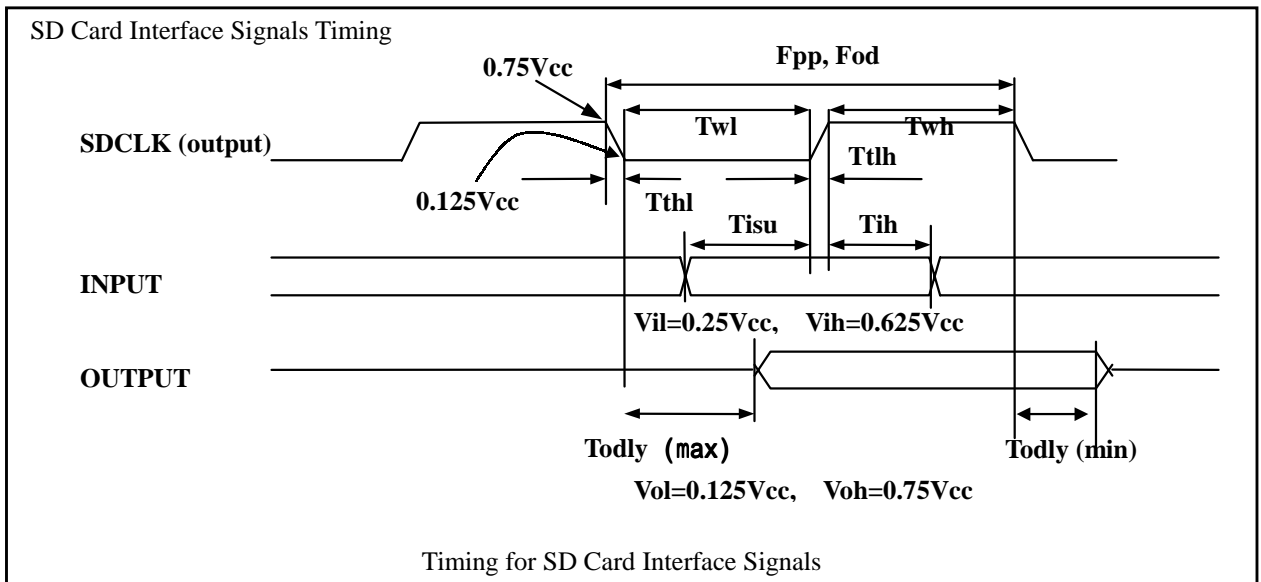 SD Card Interface Signals Timing
Fpp, Fod
0.75Vcc
Twl
Twh
SDCLK (output)
Ttlh
0.125Vcc
Tthl
Tisu
Tih
INPUT
Vil=0.25Vcc, Vih=0.625Vcc
OUTPUT
Todly (max)
Todly (min)
Vol=0.125Vcc, Voh=0.75Vcc
Timing for SD Card Interface Signals